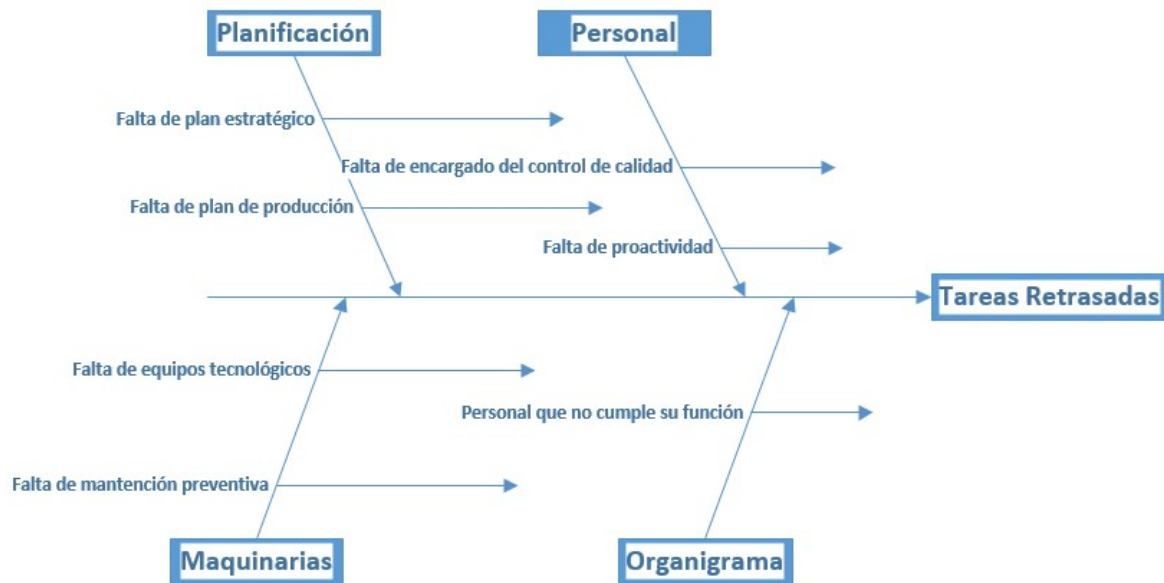 Planificación
Personal
Falta de plan estratégico
Falta de encargado del control de calidad
Falta de plan de producción
Falta de proactividad
Tareas Retrasadas
Falta de equipos tecnológicos
Personal que no cumple su función
Falta de mantención preventiva
Maquinarias
Organigrama